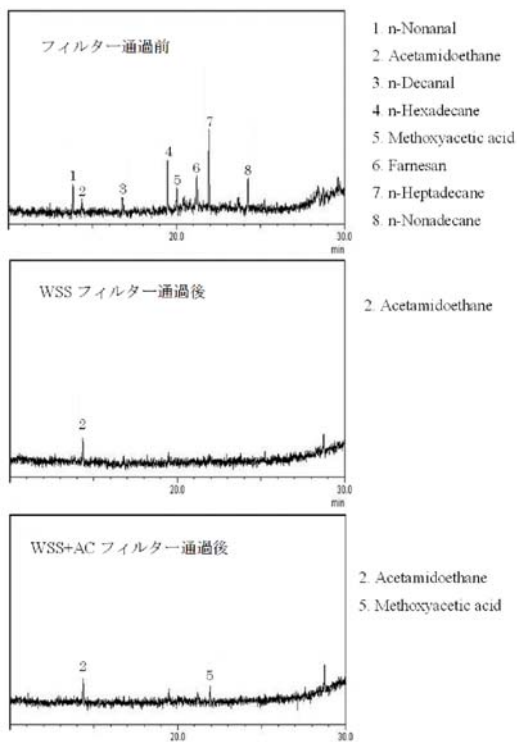 フィルター通過前
1
2
3
4
5
6
7
8
20.0
30.0
min
1. n-Nonanal
2. Acetamidoethane
3. n-Decanal
4. n-Hexadecane
5. Methoxyacetic acid
6. Farnesan
7. n-Heptadecane
8. n-Nonadecane
WSS フィルター通過後
2
20.0
30.0
min
2. Acetamidoethane
WSS+AC フィルター通過後
2
5
20.0
30.0
min
2. Acetamidoethane
5. Methoxyacetic acid